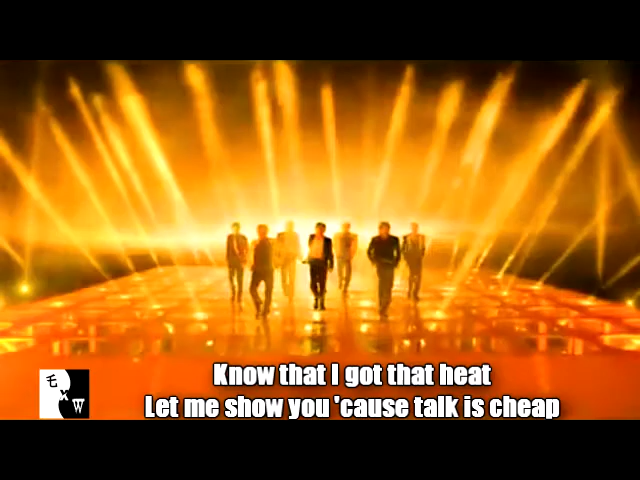 Know that I got that heat
Let me show you 'cause talk is cheap
W